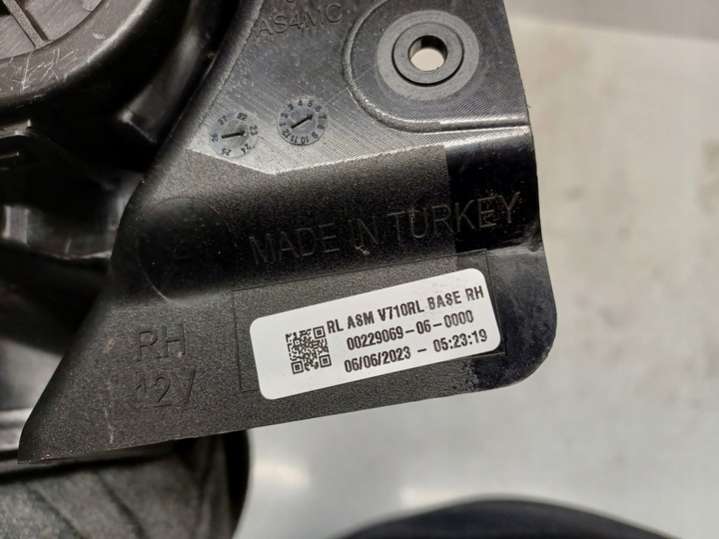 MADE IN TURKEY
RL ASM V710RL BASE RH
00229069-06-0000
06/06/2023 - 05:23:19
RH
12V